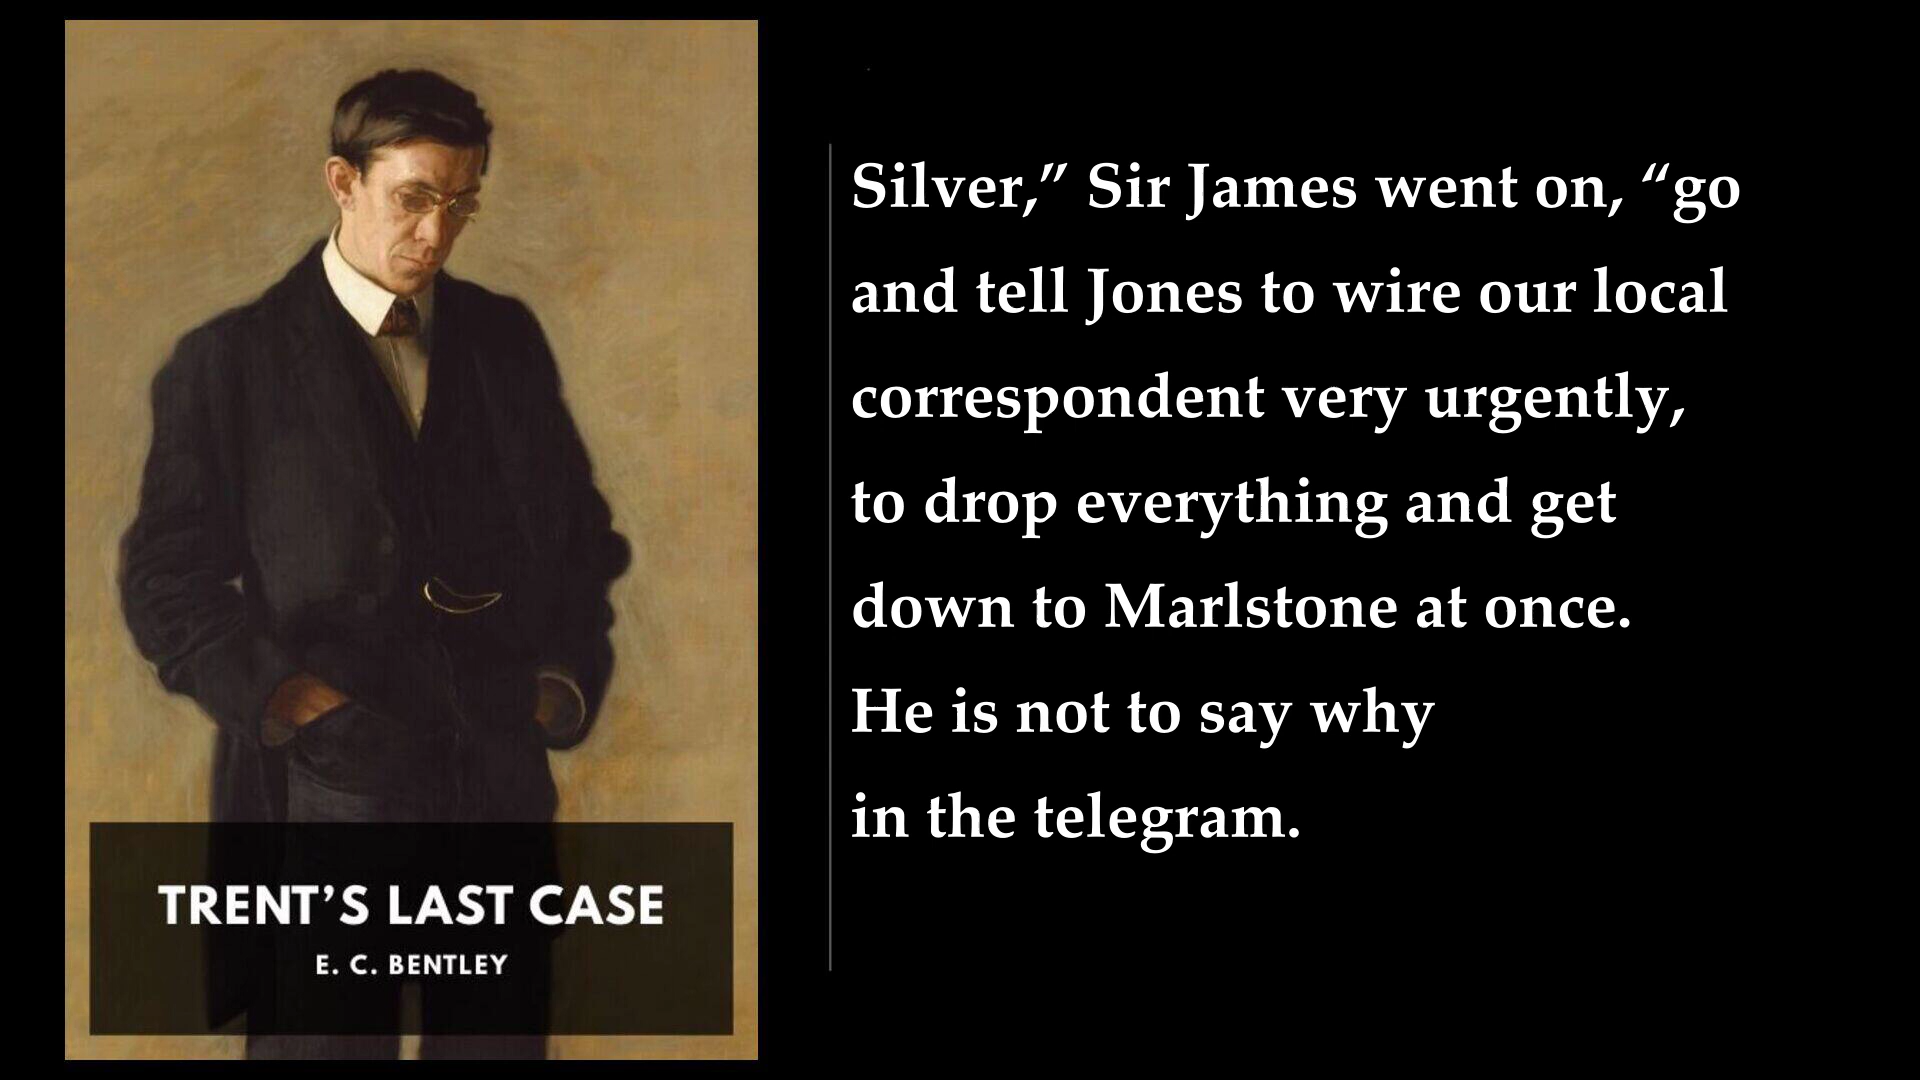 TRENT’S LAST CASE
E. C. BENTLEY
Silver,” Sir James went on, “go
and tell Jones to wire our local
correspondent very urgently,
to drop everything and get
down to Marlstone at once.
He is not to say why
in the telegram.